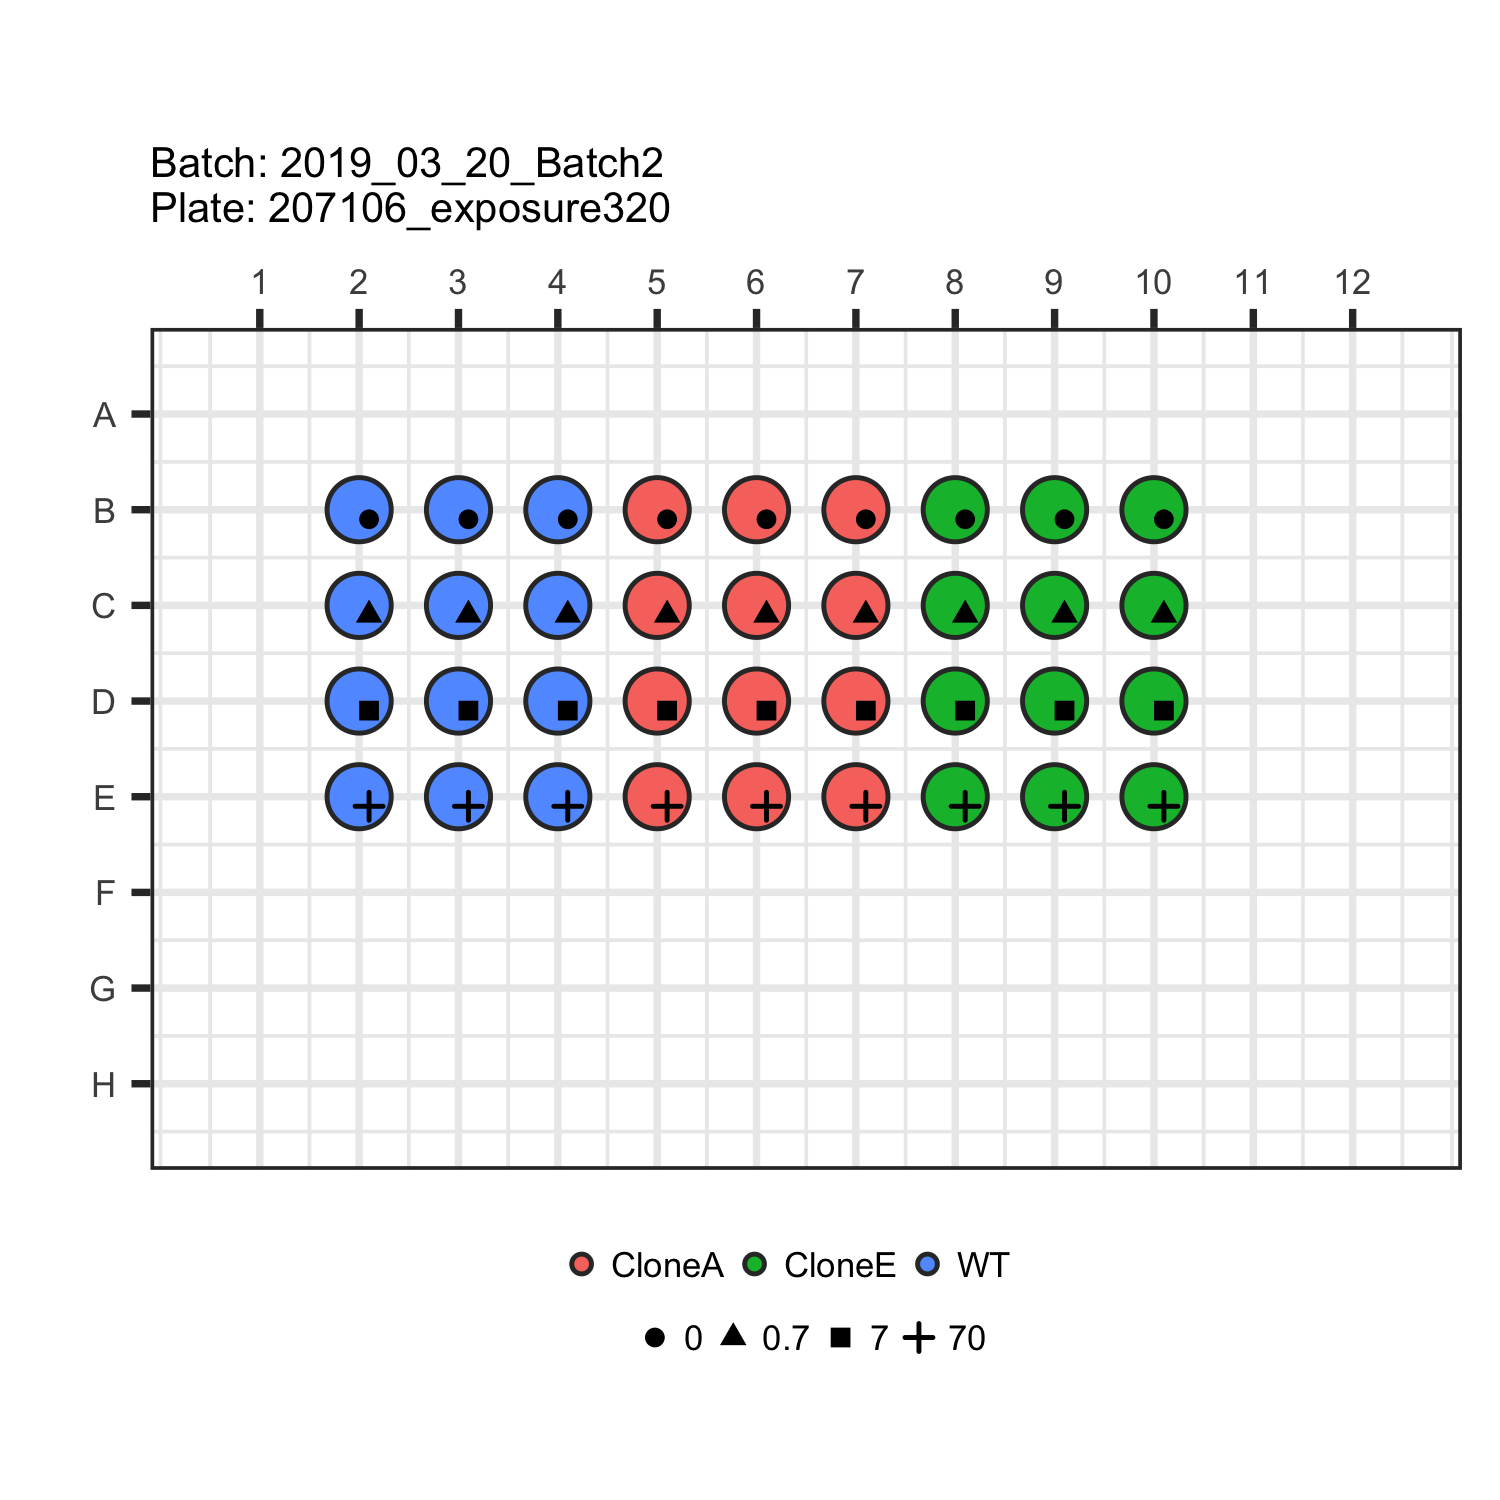 Batch: 2019_03_20_Batch2
Plate: 207106_exposure320
1 2 3 4 5 6 7 8 9 10 11 12
A
B
C
D
E
F
G
H
CloneA CloneE WT
0 0.7 7 70